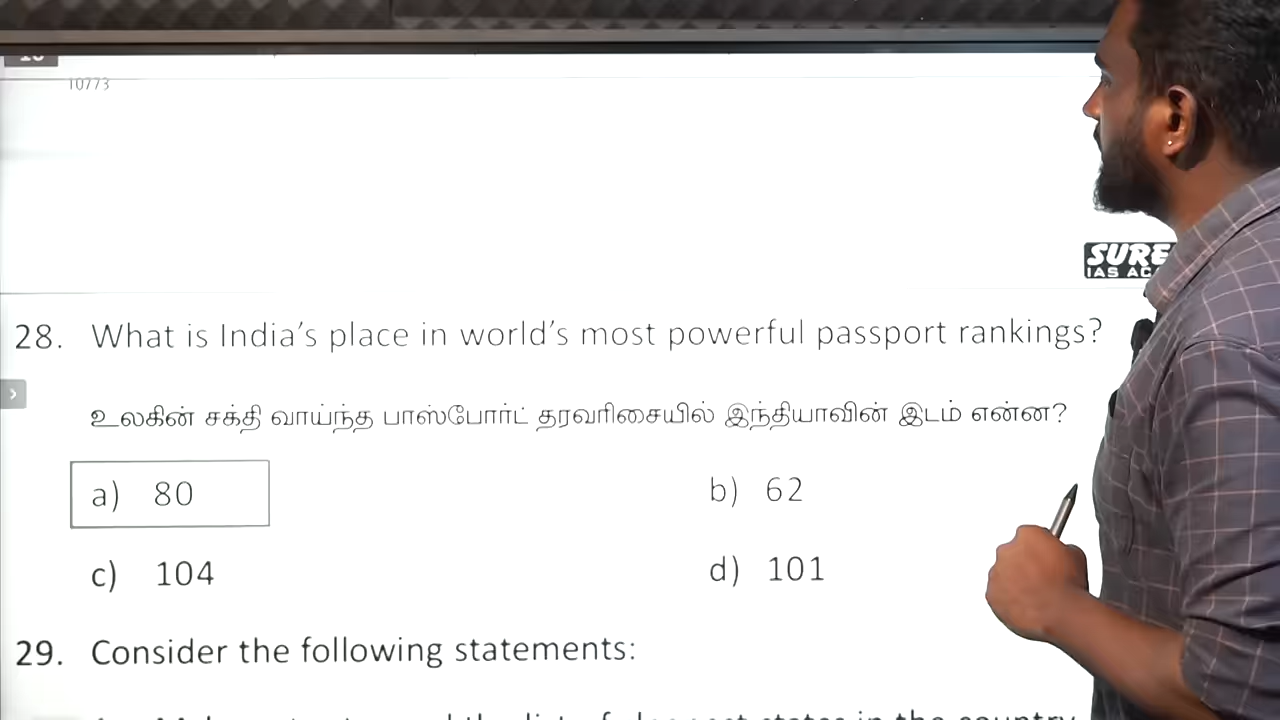 10773
SURE
IAS AC
28. What is India's place in world's most powerful passport rankings?
உலகின் சக்தி வாய்ந்த பாஸ்போர்ட் தரவரிசையில் இந்தியாவின் இடம் என்ன?
a) 80 b) 62
c) 104 d) 101
29. Consider the following statements: